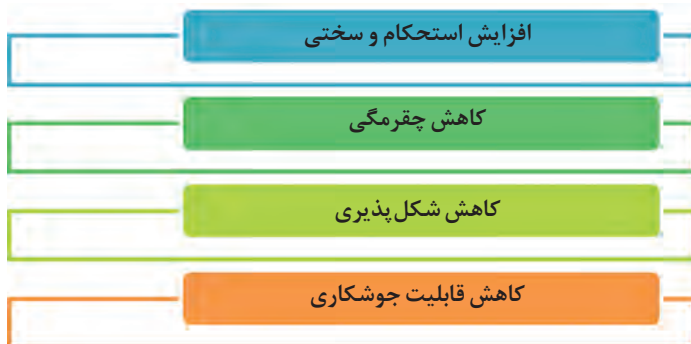 افزایش استحکام و سختی
کاهش چقرمگی
کاهش شکل‌پذیری
کاهش قابلیت جوشکاری